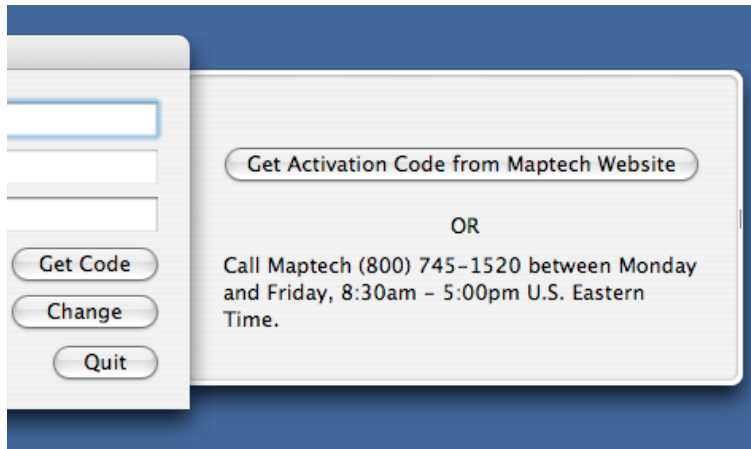 Get Code
Change
Quit
Get Activation Code from Maptech Website
OR
Call Maptech (800) 745-1520 between Monday
and Friday, 8:30am - 5:00pm U.S. Eastern
Time.